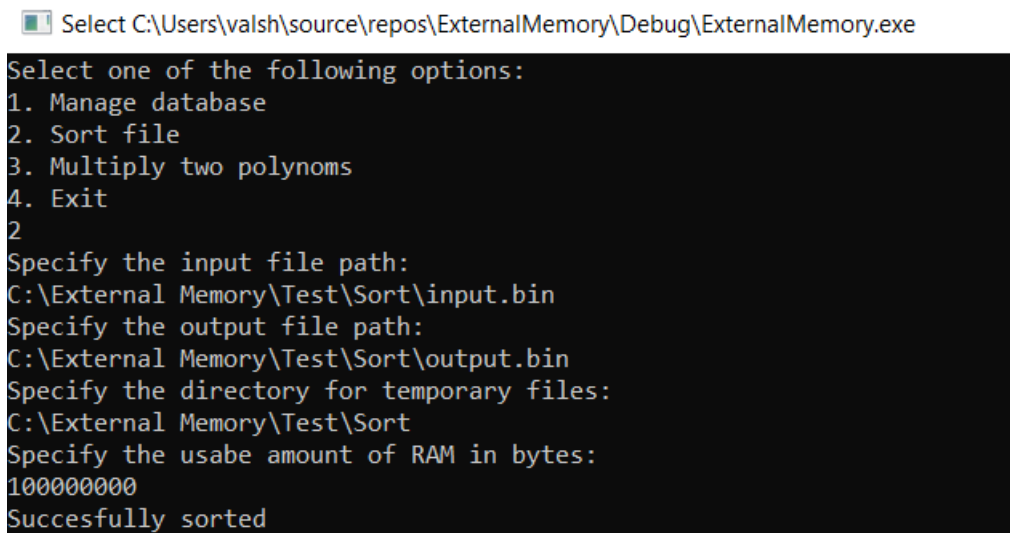 Select C:\Users\valsh\source\repos\ExternalMemory\Debug\ExternalMemory.exe
Select one of the following options:
1. Manage database
2. Sort file
3. Multiply two polynoms
4. Exit
2
Specify the input file path:
C:\External Memory\Test\Sort\input.bin
Specify the output file path:
C:\External Memory\Test\Sort\output.bin
Specify the directory for temporary files:
C:\External Memory\Test\Sort
Specify the usabe amount of RAM in bytes:
100000000
Succesfully sorted